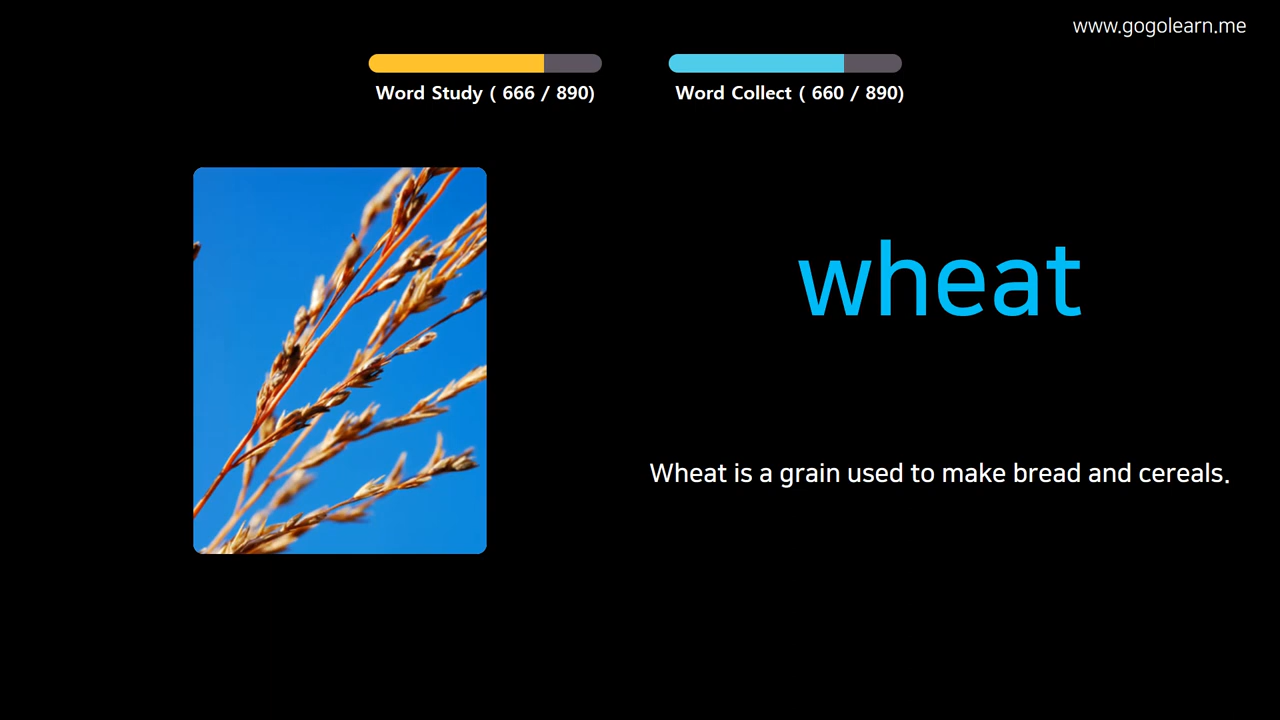 www.gogolearn.me
Word Study ( 666 / 890)
Word Collect ( 660 / 890)
wheat
Wheat is a grain used to make bread and cereals.